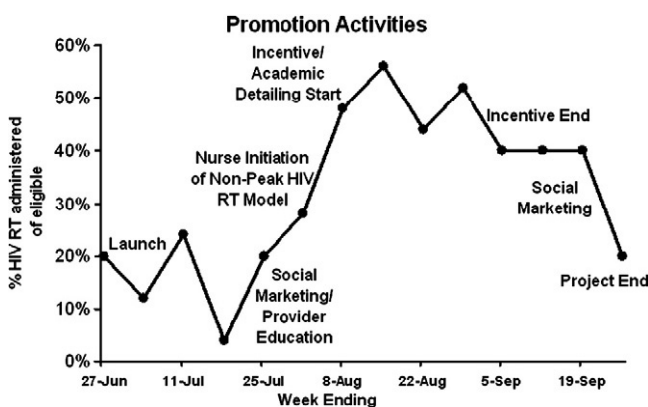 Promotion Activities
60%
50%
40%
30%
20%
10%
0%
%HIV RT administered
of eligible
Launch
Nurse Initiation
of Non-Peak HIV
RT Model
Social
Marketing/
Provider
Education
Incentive/
Academic
Detailing Start
Incentive End
Social
Marketing
Project End
27-Jun
11-Jul
25-Jul
8-Aug
22-Aug
5-Sep
19-Sep
Week Ending